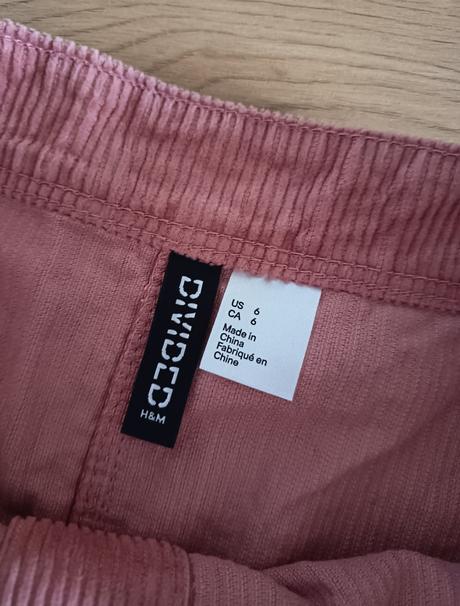 DIVIDED
H&M
US 6
CA 6
Made in
China
Fabriqué en
Chine